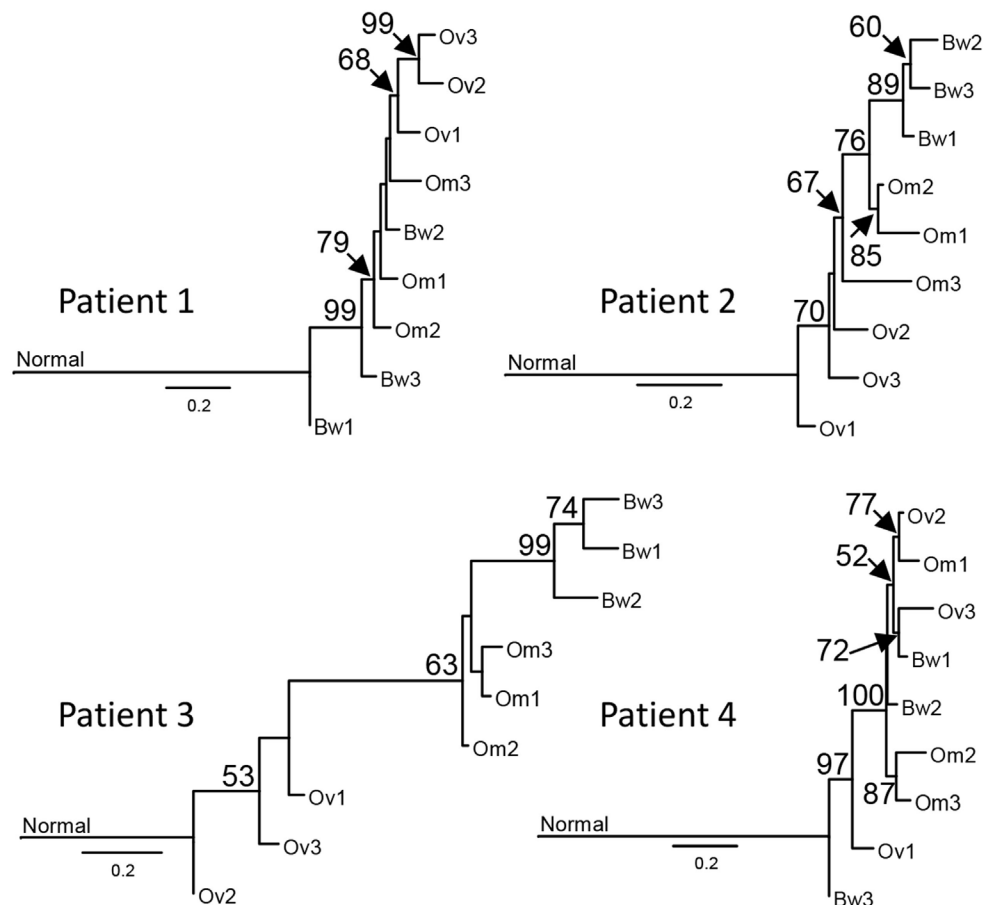 99
Ov3
68
Ov2
Ov1
Om3
Bw2
79
Om1
Patient 1
99
Om2
Normal
Bw3
0.2
Bw1
60
Bw2
89
Bw3
76
Bw1
67
Om2
Om1
85
Om3
Patient 2
70
Ov2
Normal
Ov3
0.2
Ov1
74
Bw3
99
Bw1
Bw2
Om3
63
Om1
Patient 3
Om2
53
Ov1
Normal
Ov3
0.2
Ov2
77
Ov2
52
Om1
Ov3
72
Bw1
100
Bw2
Patient 4
97
Om2
87
Om3
Normal
Ov1
0.2
Bw3